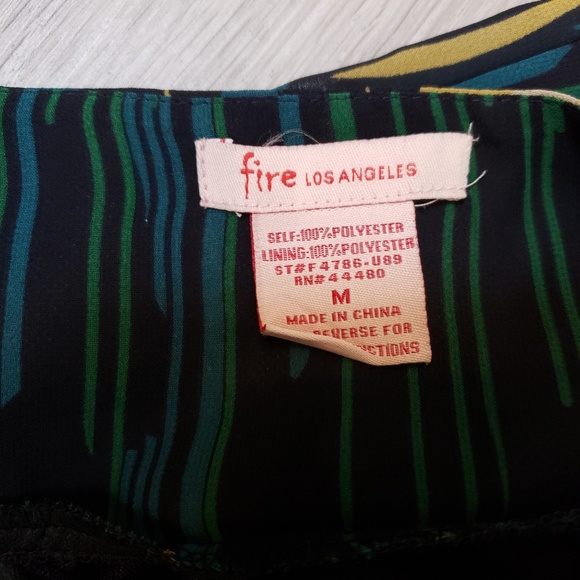 fire LOS ANGELES
SELF:100%POLYESTER
LINING:100%POLYESTER
ST#F4786-U89
RN#44480
M
MADE IN CHINA
REVERSE FOR